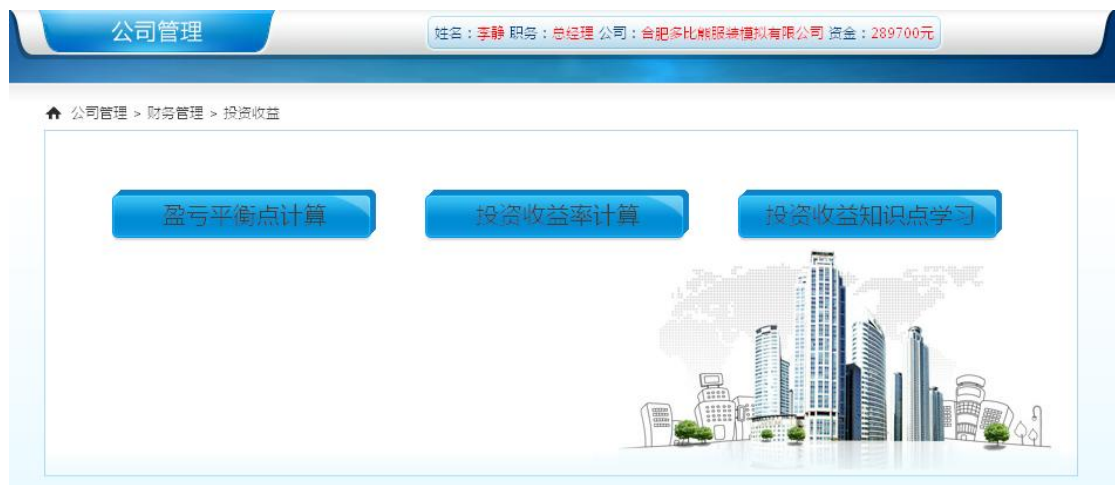 公司管理
姓名：李静 职务：总经理 公司：合肥多比熊服装模拟有限公司 资金：289700元
公司管理 > 财务管理 > 投资收益
盈亏平衡点计算
投资收益率计算
投资收益知识点学习